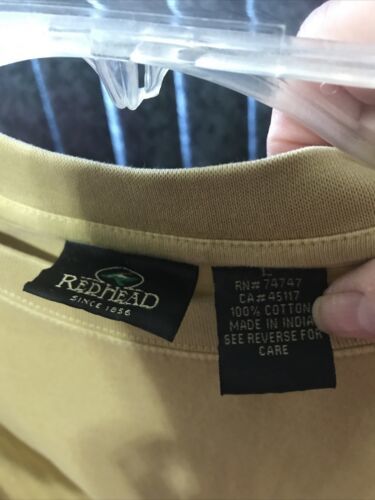 REDHEAD
SINCE 1856
L
RN# 74747
CA# 45117
100% COTTON
MADE IN INDIA
SEE REVERSE FOR
CARE